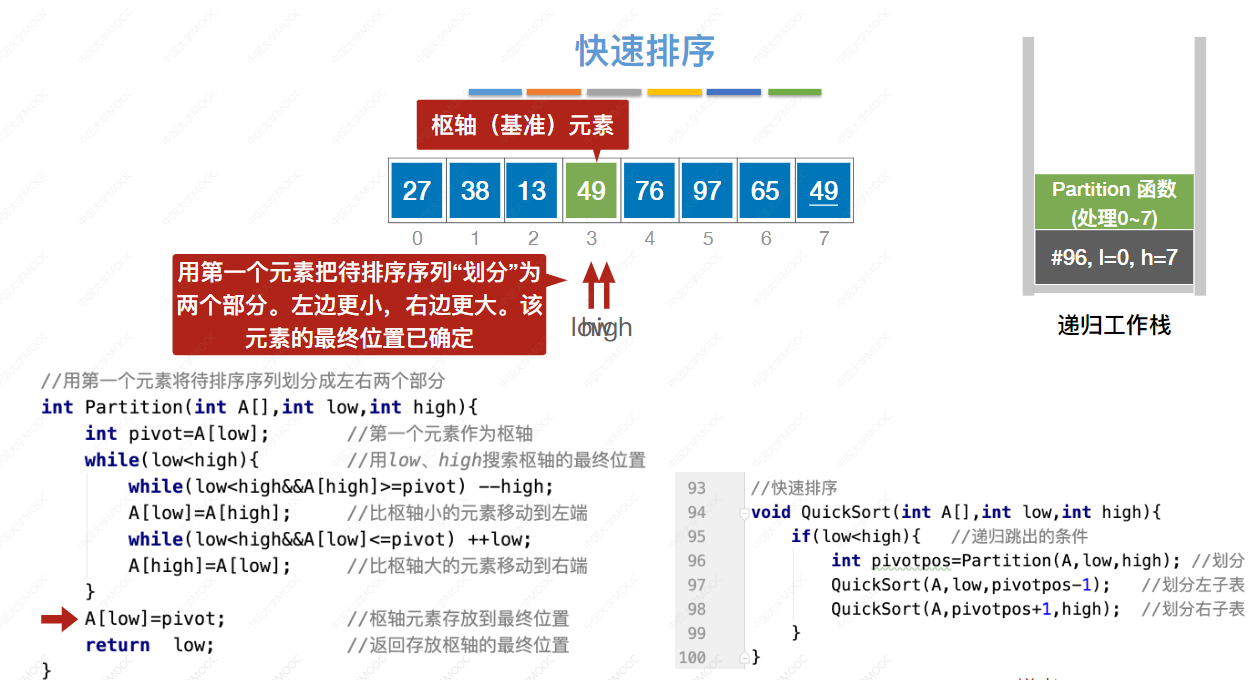 快速排序
枢轴（基准）元素
27 38 13 49 76 97 65 49
0 1 2 3 4 5 6 7
用第一个元素把待排序序列“划分”为
两个部分。左边更小，右边更大。该
元素的最终位置已确定
low high
Partition 函数
(处理0~7)
#96, l=0, h=7
递归工作栈
//用第一个元素将待排序序列划分成左右两个部分
int Partition(int A[],int low,int high){
int pivot=A[low]; //第一个元素作为枢轴
while(low<high){ //用low、high搜索枢轴的最终位置
while(low<high&&A[high]>=pivot) --high;
A[low]=A[high]; //比枢轴小的元素移动到左端
while(low<high&&A[low]<=pivot) ++low;
A[high]=A[low]; //比枢轴大的元素移动到右端
}
A[low]=pivot; //枢轴元素存放到最终位置
return low; //返回存放枢轴的最终位置
}
93 //快速排序
94 void QuickSort(int A[],int low,int high){
95 if(low<high){ //递归跳出的条件
96 int pivotpos=Partition(A,low,high); //划分
97 QuickSort(A,low,pivotpos-1); //划分左子表
98 QuickSort(A,pivotpos+1,high); //划分右子表
99 }
100 }